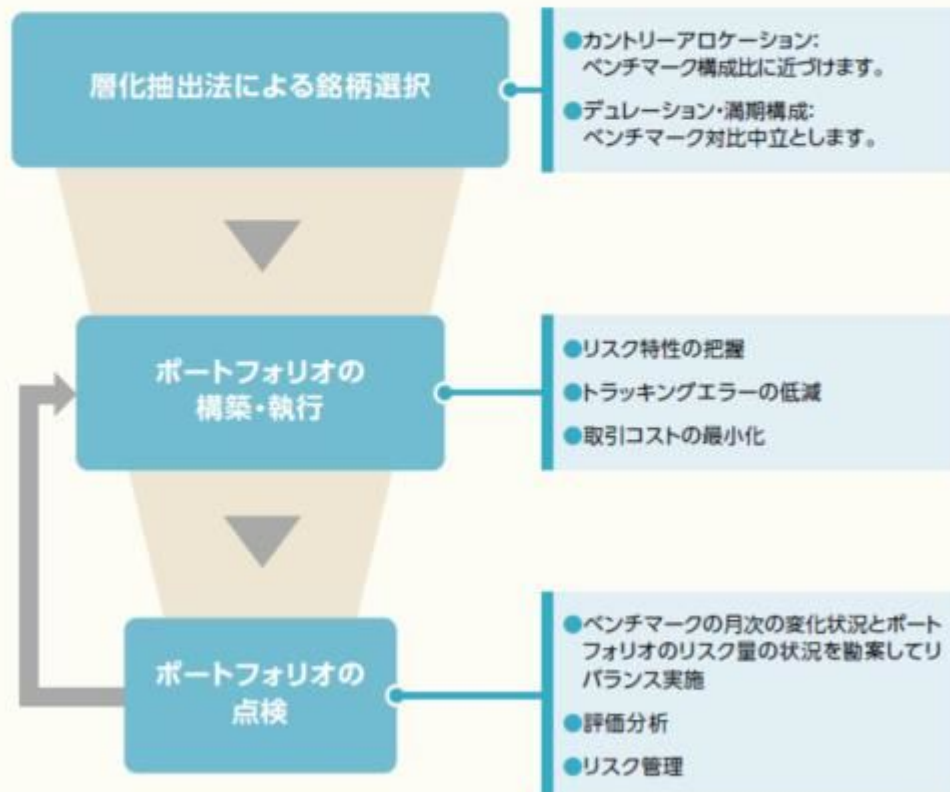 層化抽出法による銘柄選択
●カントリーアロケーション:
ベンチマーク構成比に近づけます。
●デュレーション・満期構成:
ベンチマーク対比中立とします。
ポートフォリオの
構築・執行
●リスク特性の把握
●トラッキングエラーの低減
●取引コストの最小化
ポートフォリオの
点検
●ベンチマークの月次の変化状況とポート
フォリオのリスク量の状況を勘案してリ
バランス実施
●評価分析
●リスク管理